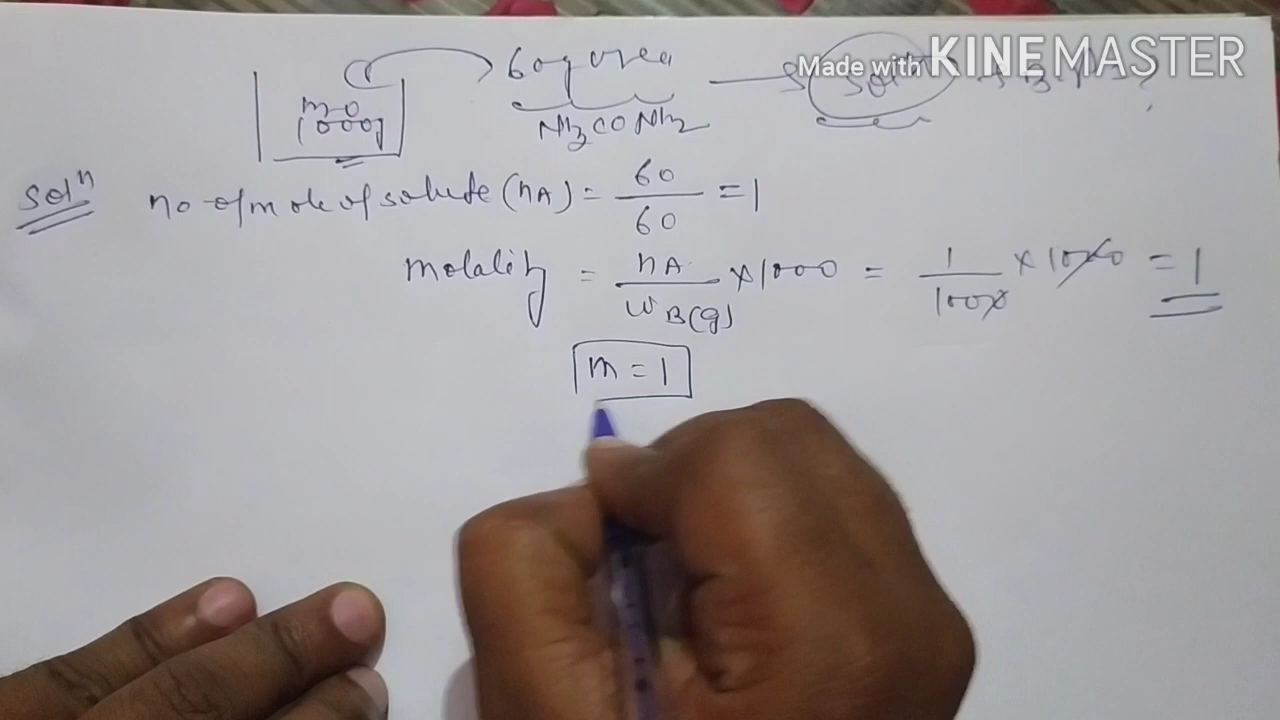 60g urea
Made with KINEMASTER
1000g
NH2CONH2
Solⁿ
no of mole of solute (nA) = 60/60 = 1
molality = nA/wB(g) × 1000 = 1/1000 × 1000 = 1
m = 1